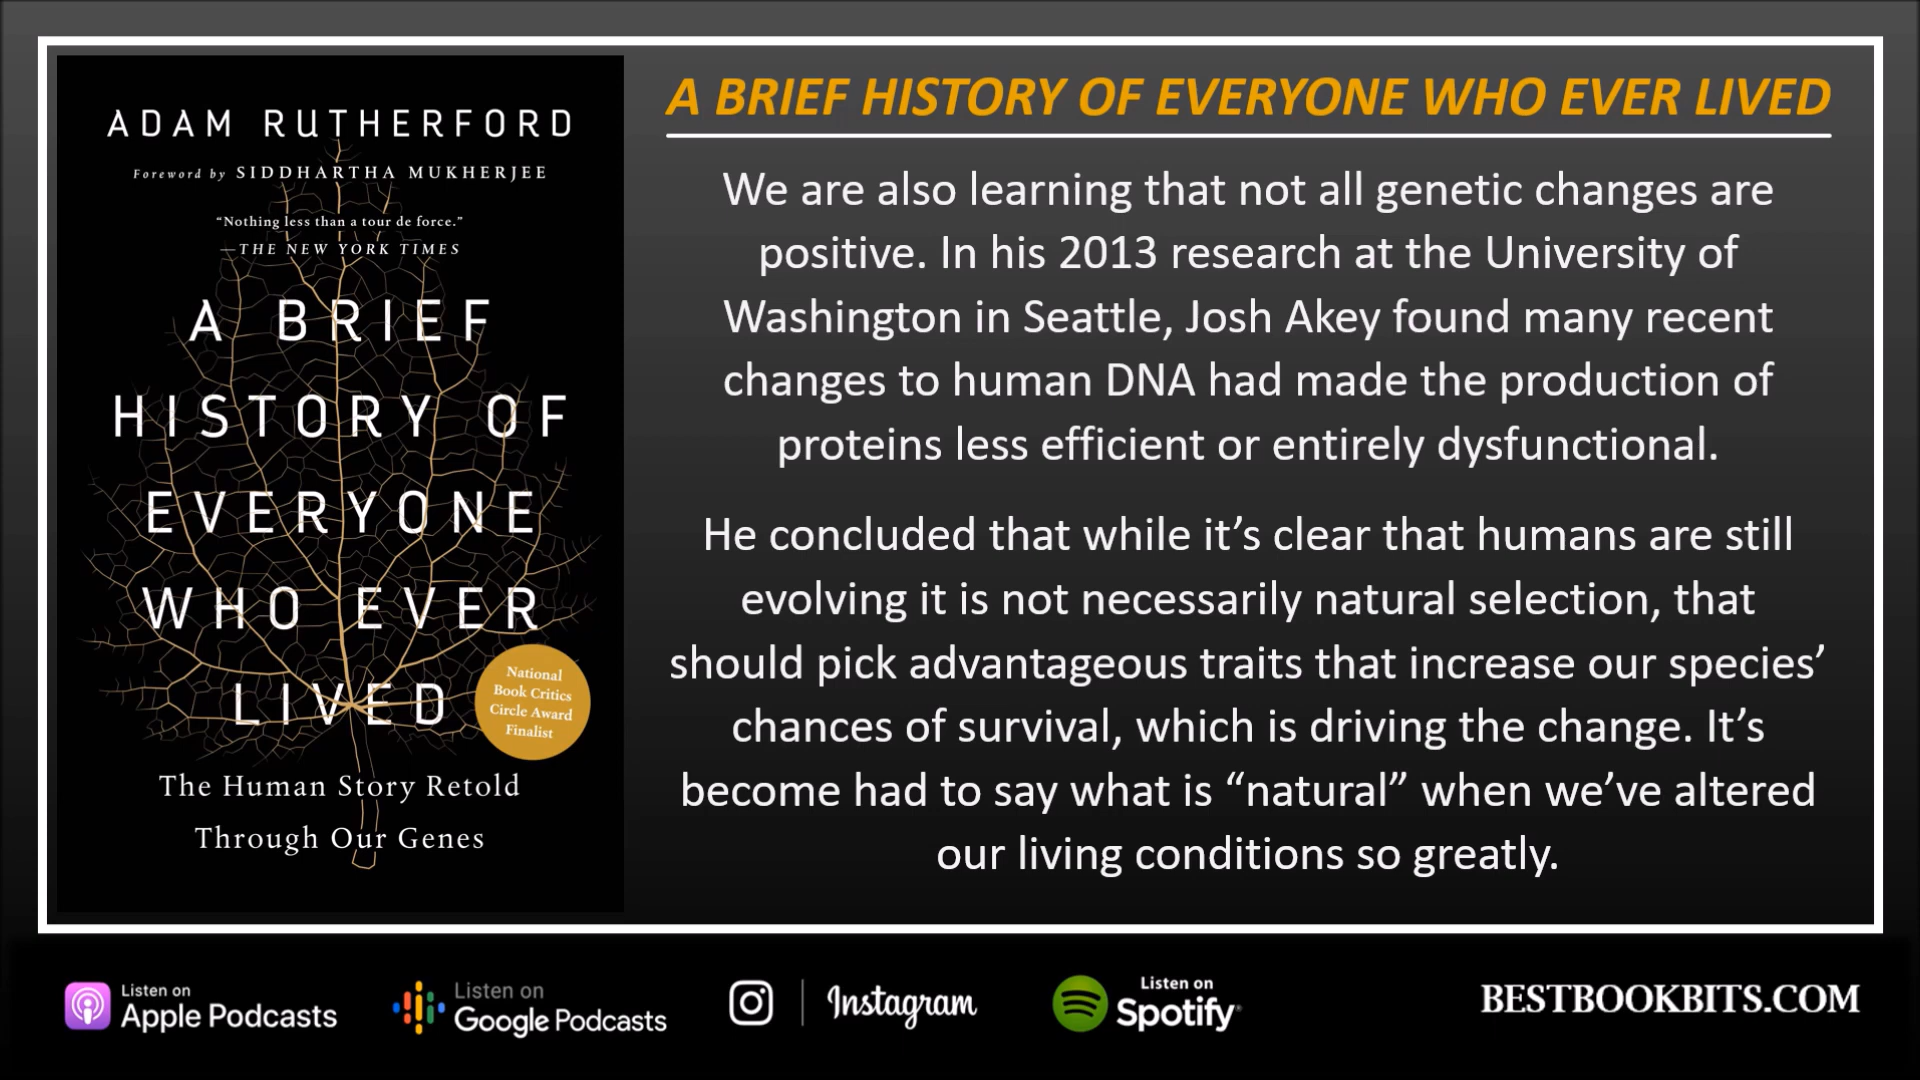 ADAM RUTHERFORD
Foreword by SIDDHARTHA MUKHERJEE
“Nothing less than a tour de force.”
—THE NEW YORK TIMES
A BRIEF
HISTORY OF
EVERYONE
WHO EVER
LIVED
National
Book Critics
Circle Award
Finalist
The Human Story Retold
Through Our Genes
A BRIEF HISTORY OF EVERYONE WHO EVER LIVED
We are also learning that not all genetic changes are
positive. In his 2013 research at the University of
Washington in Seattle, Josh Akey found many recent
changes to human DNA had made the production of
proteins less efficient or entirely dysfunctional.
He concluded that while it’s clear that humans are still
evolving it is not necessarily natural selection, that
should pick advantageous traits that increase our species’
chances of survival, which is driving the change. It’s
become had to say what is “natural” when we’ve altered
our living conditions so greatly.
Listen on
Apple Podcasts
Listen on
Google Podcasts
Instagram
Listen on
Spotify
BESTBOOKBITS.COM